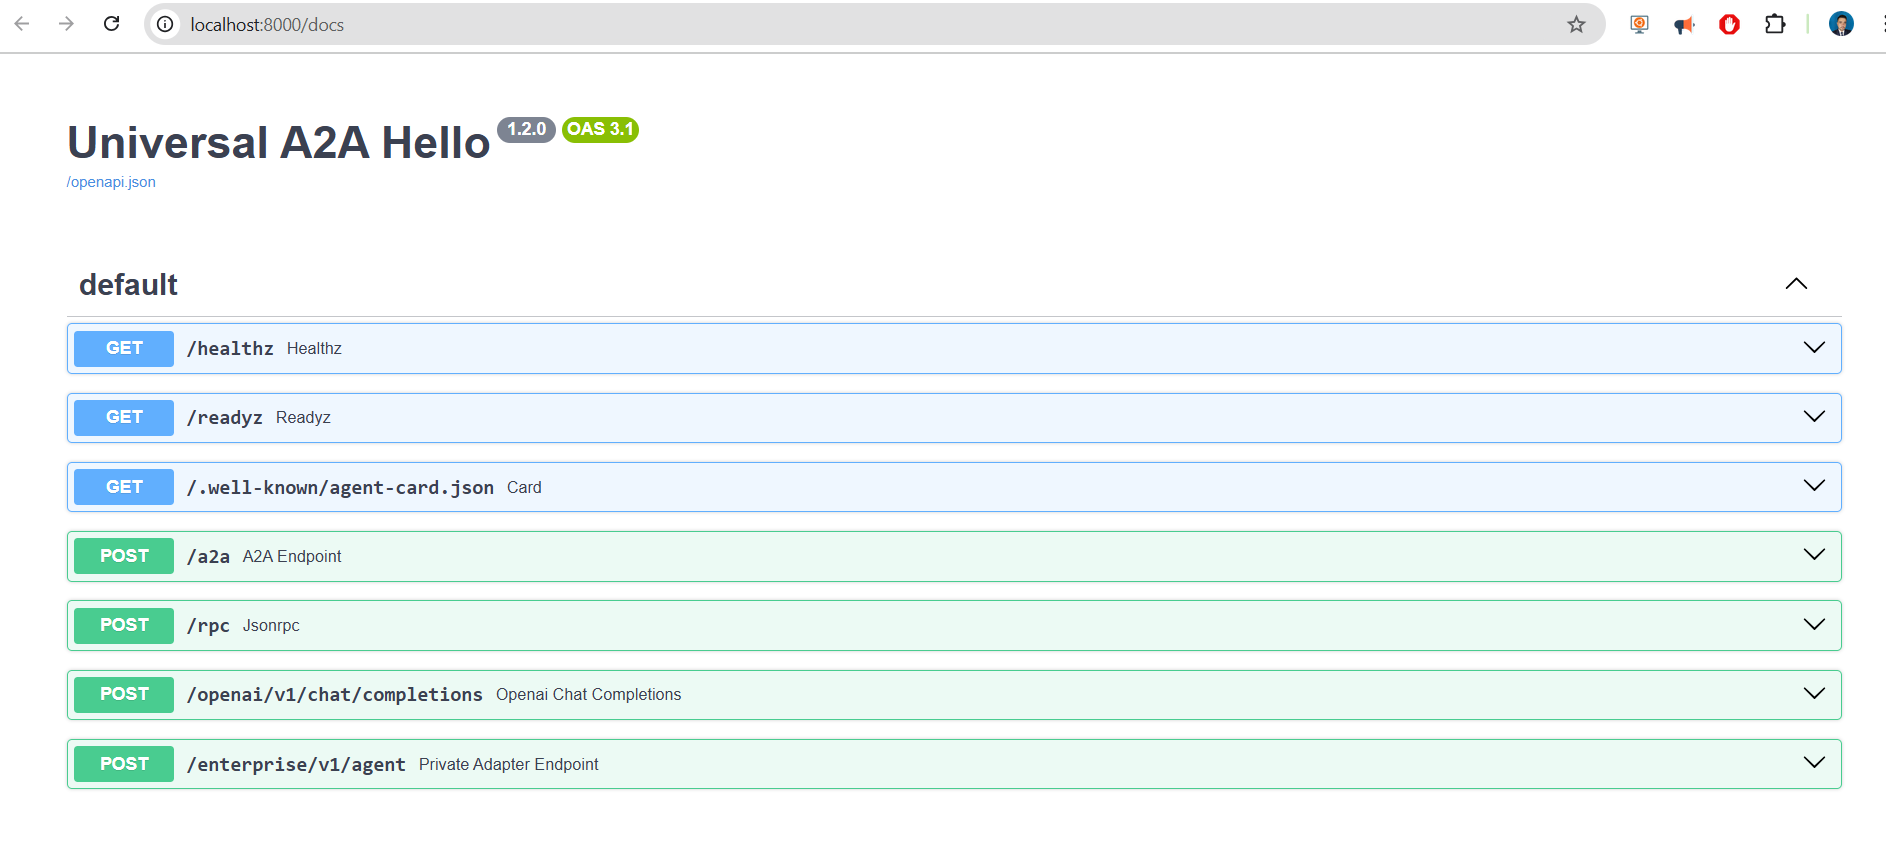 localhost:8000/docs
Universal A2A Hello 1.2.0 OAS 3.1
/openapi.json
default
GET /healthz Healthz
GET /readyz Readyz
GET /.well-known/agent-card.json Card
POST /a2a A2A Endpoint
POST /rpc Jsonrpc
POST /openai/v1/chat/completions Openai Chat Completions
POST /enterprise/v1/agent Private Adapter Endpoint